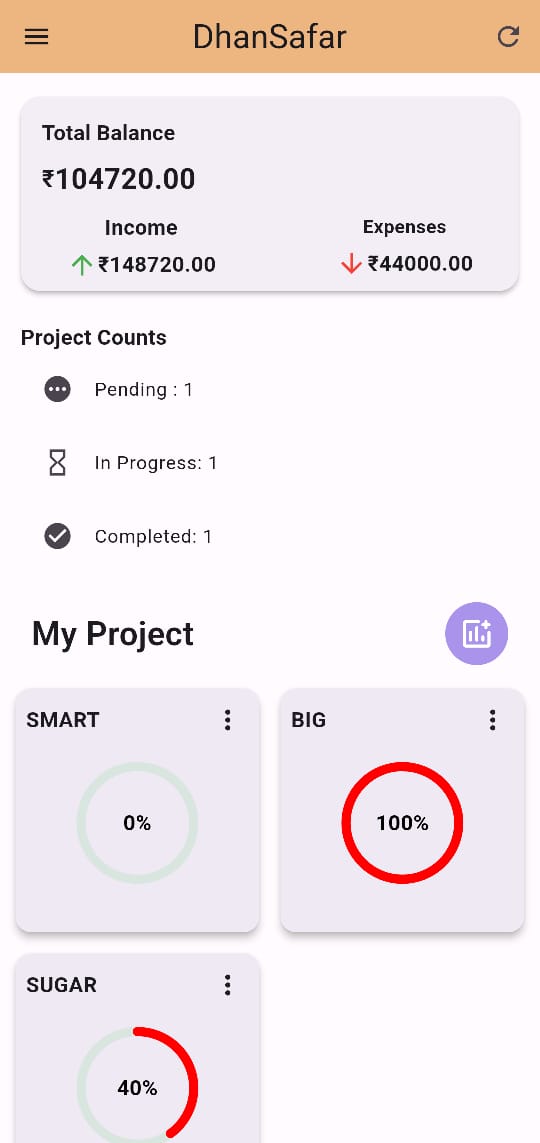 DhanSafar
Total Balance
₹104720.00
Income Expenses
₹148720.00 ₹44000.00
Project Counts
Pending : 1
In Progress: 1
Completed: 1
My Project
SMART BIG
0% 100%
SUGAR
40%